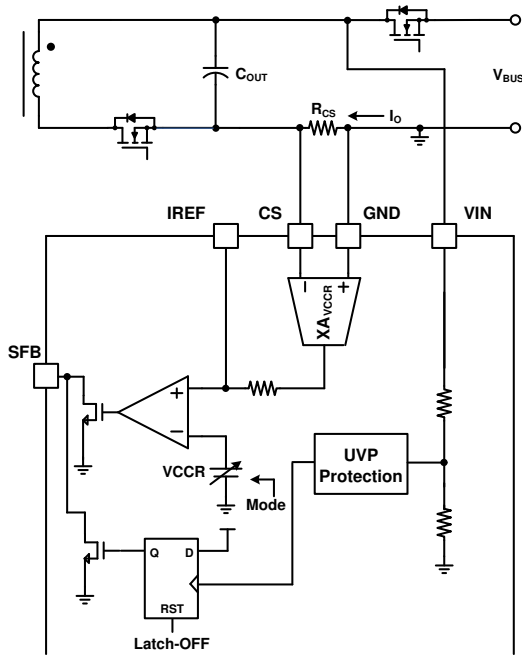 COUT
VBUS
RCS
IO
IREF
CS
GND
VIN
−
+
XAVCCR
SFB
+
−
VCCR
Mode
UVP
Protection
Q
D
RST
Latch-OFF